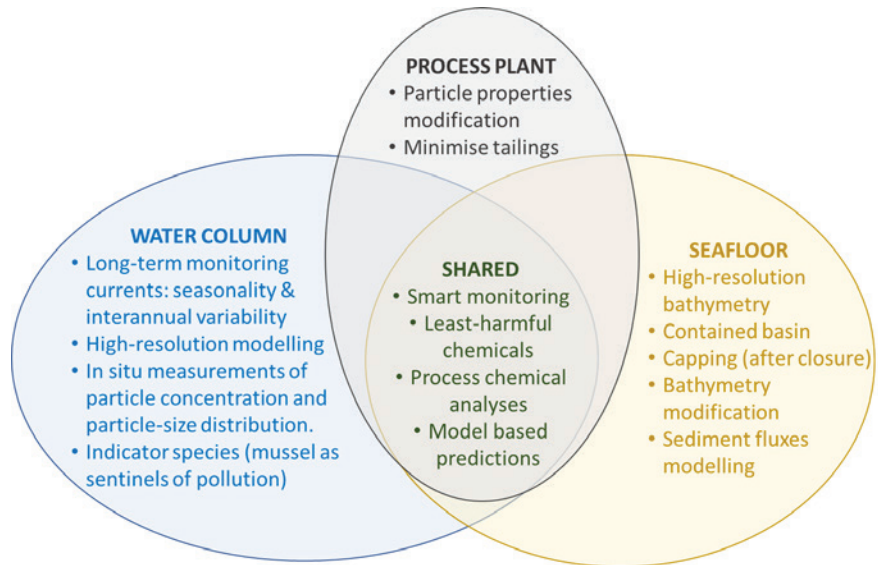 PROCESS PLANT
• Particle properties
modification
• Minimise tailings
WATER COLUMN
• Long-term monitoring
currents: seasonality &
interannual variability
• High-resolution modelling
• In situ measurements of
particle concentration and
particle-size distribution.
• Indicator species (mussel as
sentinels of pollution)
SHARED
• Smart monitoring
• Least-harmful
chemicals
• Process chemical
analyses
• Model based
predictions
SEAFLOOR
• High-resolution
bathymetry
• Contained basin
• Capping (after closure)
• Bathymetry
modification
• Sediment fluxes
modelling